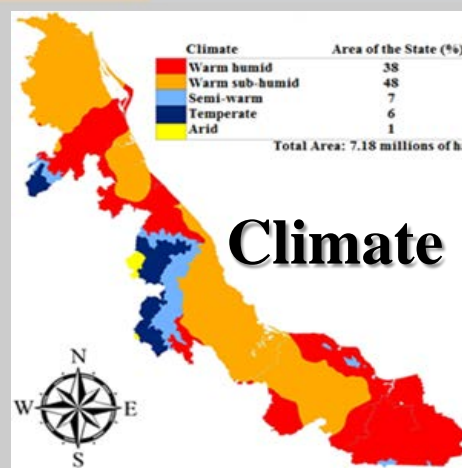 Climate Area of the State (%)
Warm humid 38
Warm sub-humid 48
Semi-warm 7
Temperate 6
Arid 1
Total Area: 7.18 millions of h
Climate
N
W E
S